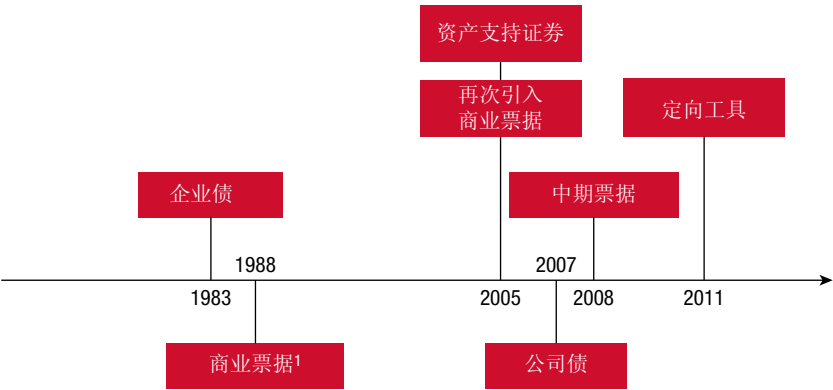 资产支持证券
再次引入
商业票据
定向工具
企业债
中期票据
1988
2007
1983
2005
2008
2011
商业票据¹
公司债